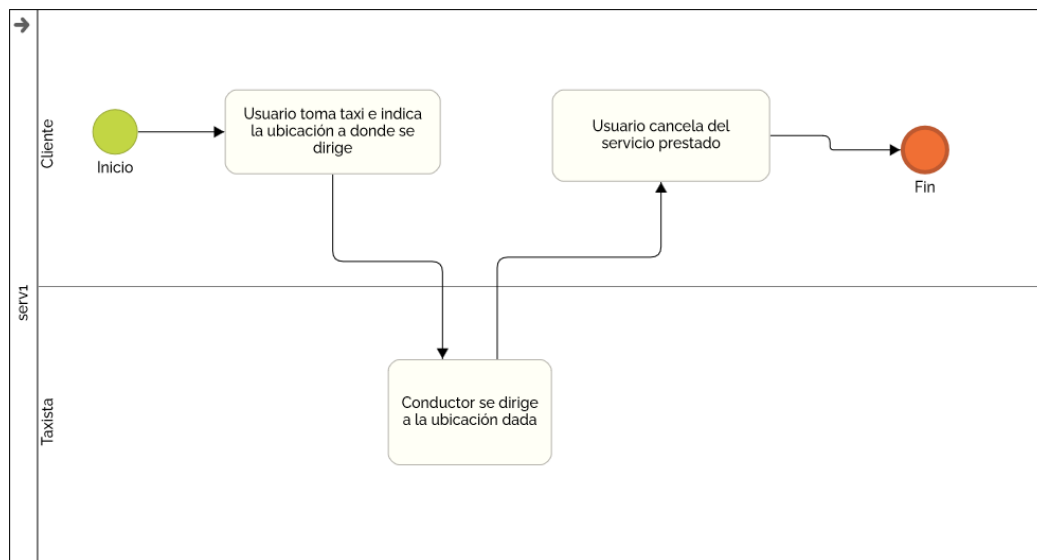 serv1
Cliente
Inicio
Usuario toma taxi e indica
la ubicación a donde se
dirige
Usuario cancela del
servicio prestado
Fin
Taxista
Conductor se dirige
a la ubicación dada